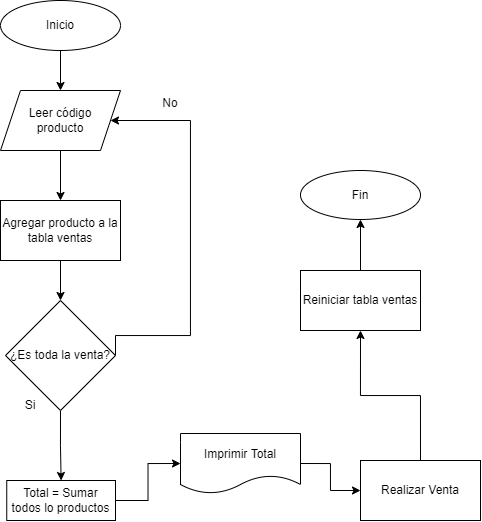 Inicio
Leer código
producto
No
Agregar producto a la
tabla ventas
¿Es toda la venta?
Si
Total = Sumar
todos lo productos
Imprimir Total
Realizar Venta
Reiniciar tabla ventas
Fin